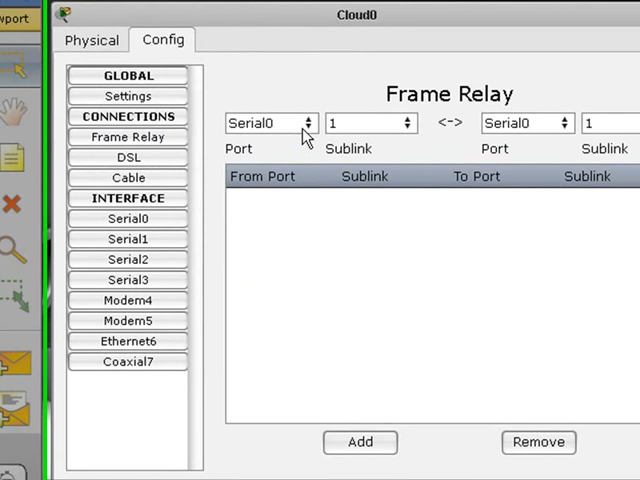 wport
Cloud0
Physical
Config
GLOBAL
Settings
CONNECTIONS
Frame Relay
DSL
Cable
INTERFACE
Serial0
Serial1
Serial2
Serial3
Modem4
Modem5
Ethernet6
Coaxial7
Frame Relay
Serial0 1 <-> Serial0 1
Port Sublink Port Sublink
From Port Sublink To Port Sublink
Add Remove